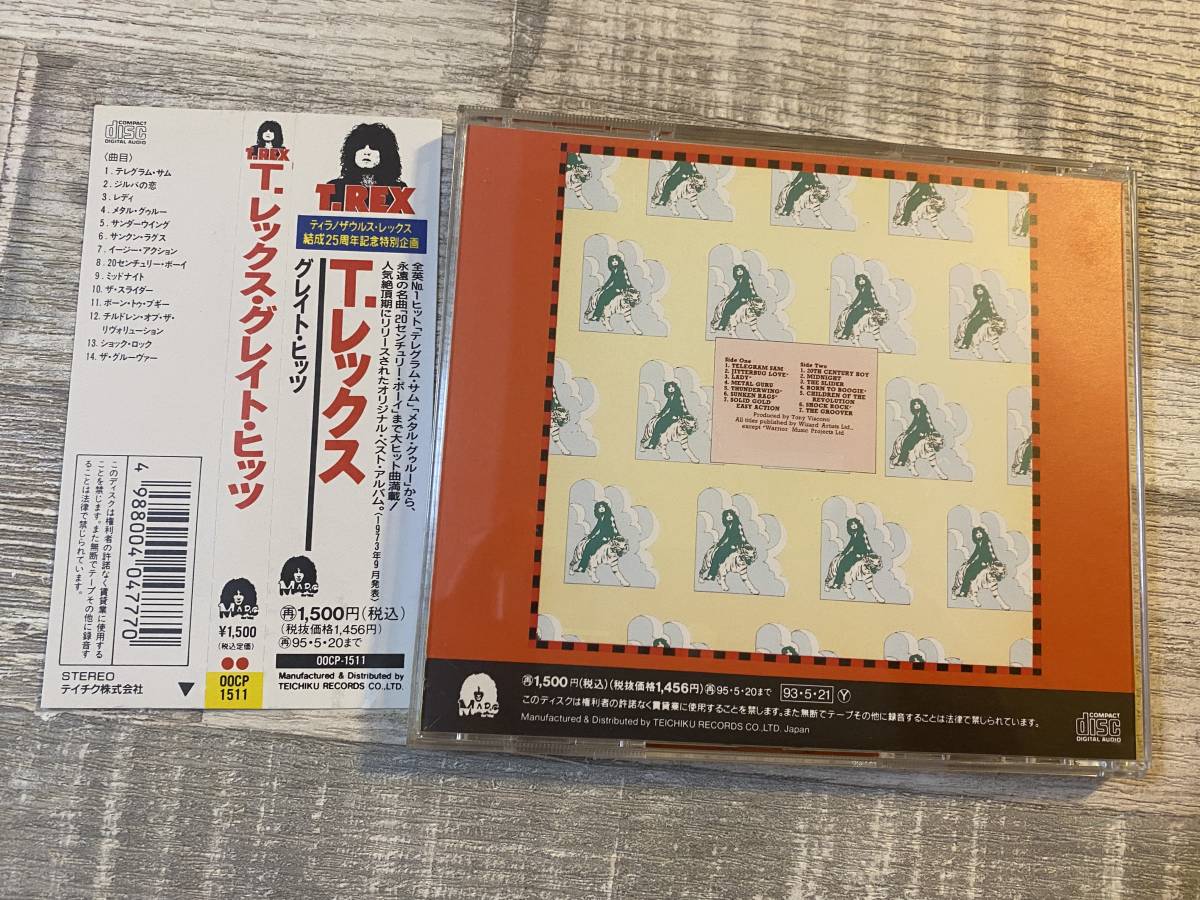 COMPACT
disc
DIGITAL AUDIO
〈曲目〉
1. テレグラム・サム
2. ジルバの恋
3. レディ
4. メタル・グゥルー
5. サンダーウイング
6. サンクン・ラグス
7. イージー・アクション
8. 20センチュリー・ボーイ
9. ミッドナイト
10. ザ・スライダー
11. ボーン・トゥ・ブギー
12. チルドレン・オブ・ザ・
リヴォリューション
13. ショック・ロック
14. ザ・グルーヴァー
4 988004 047770
このディスクは権利者の許諾なく賃貸業に使用する
ことを禁じます。また無断でテープその他に録音す
ることは法律で禁じられています。
STEREO
テイチク株式会社
T.REX
T.レックス・グレイト・ヒッツ
MARC
¥1,500
(税込定価)
OOCP
1511
T.REX
ティラノザウルス・レックス
結成25周年記念特別企画
T.レックス
グレイト・ヒッツ
全英No.1ヒット「テレグラム・サム」「メタル・グゥルー」から、
永遠の名曲「20センチュリー・ボーイ」まで大ヒット曲満載!
人気絶頂期にリリースされたオリジナル・ベスト・アルバム。(1973年9月発表)
MARC
再1,500円(税込)
(税抜価格1,456円)
再95・5・20まで
OOCP-1511
Manufactured & Distributed by
TEICHIKU RECORDS CO.,LTD.
Side One
1. TELEGRAM SAM
2. JITTERBUG LOVE*
3. LADY*
4. METAL GURU
5. THUNDERWING*
6. SUNKEN RAGS*
7. SOLID GOLD
EASY ACTION
Side Two
1. 20TH CENTURY BOY
2. MIDNIGHT
3. THE SLIDER
4. BORN TO BOOGIE*
5. CHILDREN OF THE
REVOLUTION
6. SHOCK ROCK*
7. THE GROOVER
Produced by Tony Visconti
All titles published by Wizard Artists Ltd.,
except *Warrior Music Projects Ltd
MARC
再1,500円(税込)(税抜価格1,456円)再95・5・20まで 93・5・21 Y
このディスクは権利者の許諾なく賃貸業に使用することを禁します。また無断でテープその他に録音することは法律で禁しられています。
Manufactured & Distributed by TEICHIKU RECORDS CO.,LTD. Japan
COMPACT
disc
DIGITAL AUDIO